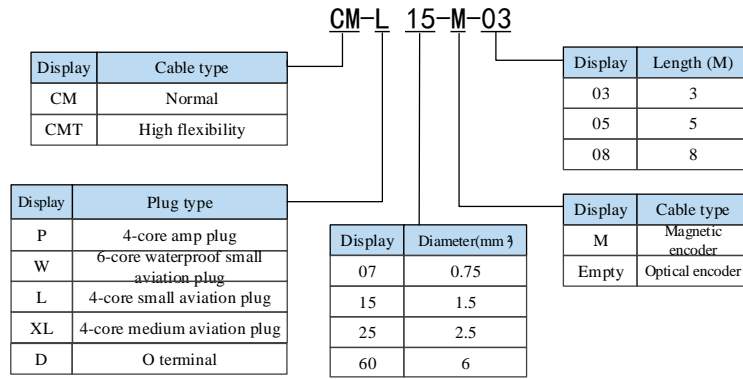 CM-L 15-M-03
Display Cable type
CM Normal
CMT High flexibility
Display Length (M)
03 3
05 5
08 8
Display Plug type
P 4-core amp plug
W 6-core waterproof small
aviation plug
L 4-core small aviation plug
XL 4-core medium aviation plug
D O terminal
Display Diameter(mm²)
07 0.75
15 1.5
25 2.5
60 6
Display Cable type
M Magnetic
encoder
Empty Optical encoder